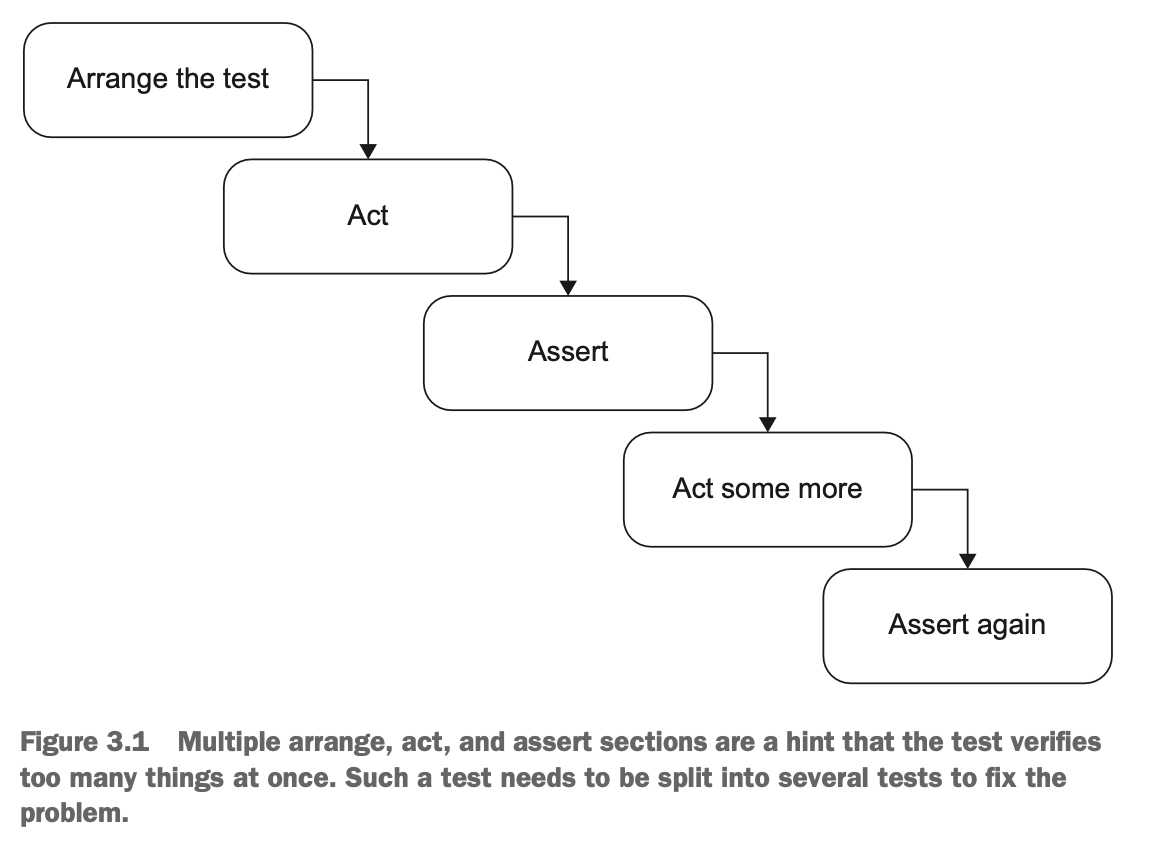 Arrange the test
Act
Assert
Act some more
Assert again
Figure 3.1 Multiple arrange, act, and assert sections are a hint that the test verifies
too many things at once. Such a test needs to be split into several tests to fix the
problem.